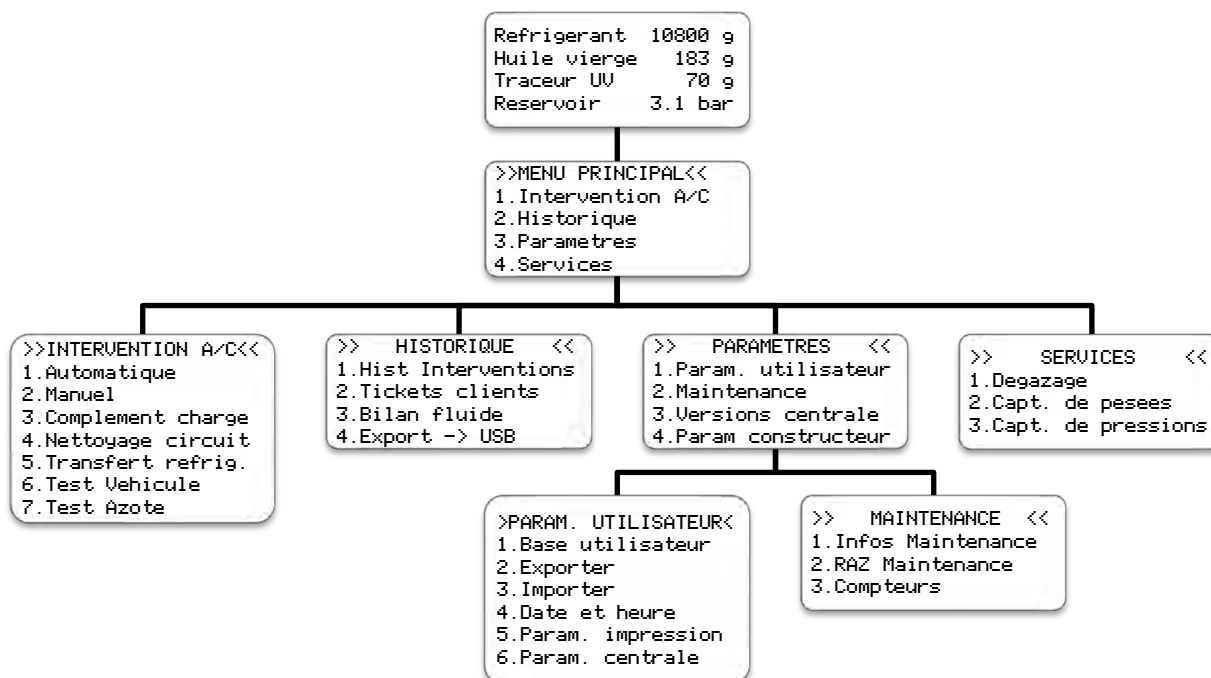 Refrigerant 10800 g
Huile vierge 183 g
Traceur UV 70 g
Reservoir 3.1 bar
>>MENU PRINCIPAL<<
1.Intervention A/C
2.Historique
3.Parametres
4.Services
>>INTERVENTION A/C<<
1.Automatique
2.Manuel
3.Complement charge
4.Nettoyage circuit
5.Transfert refrig.
6.Test Vehicule
7.Test Azote
>> HISTORIQUE <<
1.Hist Interventions
2.Tickets clients
3.Bilan fluide
4.Export -> USB
>> PARAMETRES <<
1.Param. utilisateur
2.Maintenance
3.Versions centrale
4.Param constructeur
>> SERVICES <<
1.Degazage
2.Capt. de pesees
3.Capt. de pressions
>PARAM. UTILISATEUR<
1.Base utilisateur
2.Exporter
3.Importer
4.Date et heure
5.Param. impression
6.Param. centrale
>> MAINTENANCE <<
1.Infos Maintenance
2.RAZ Maintenance
3.Compteurs